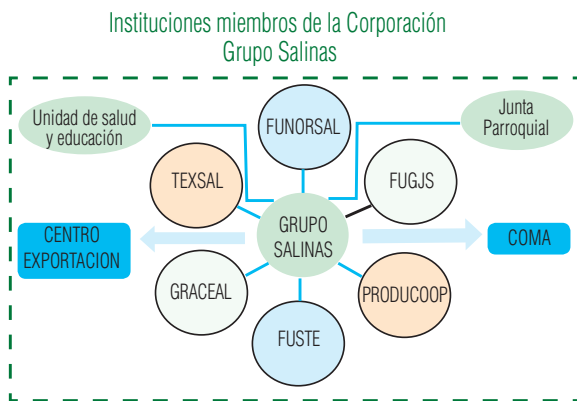 Instituciones miembros de la Corporación
Grupo Salinas
Unidad de salud
y educación
FUNORSAL
Junta
Parroquial
TEXSAL
FUGJS
CENTRO
EXPORTACION
GRUPO
SALINAS
COMA
GRACEAL
PRODUCOOP
FUSTE